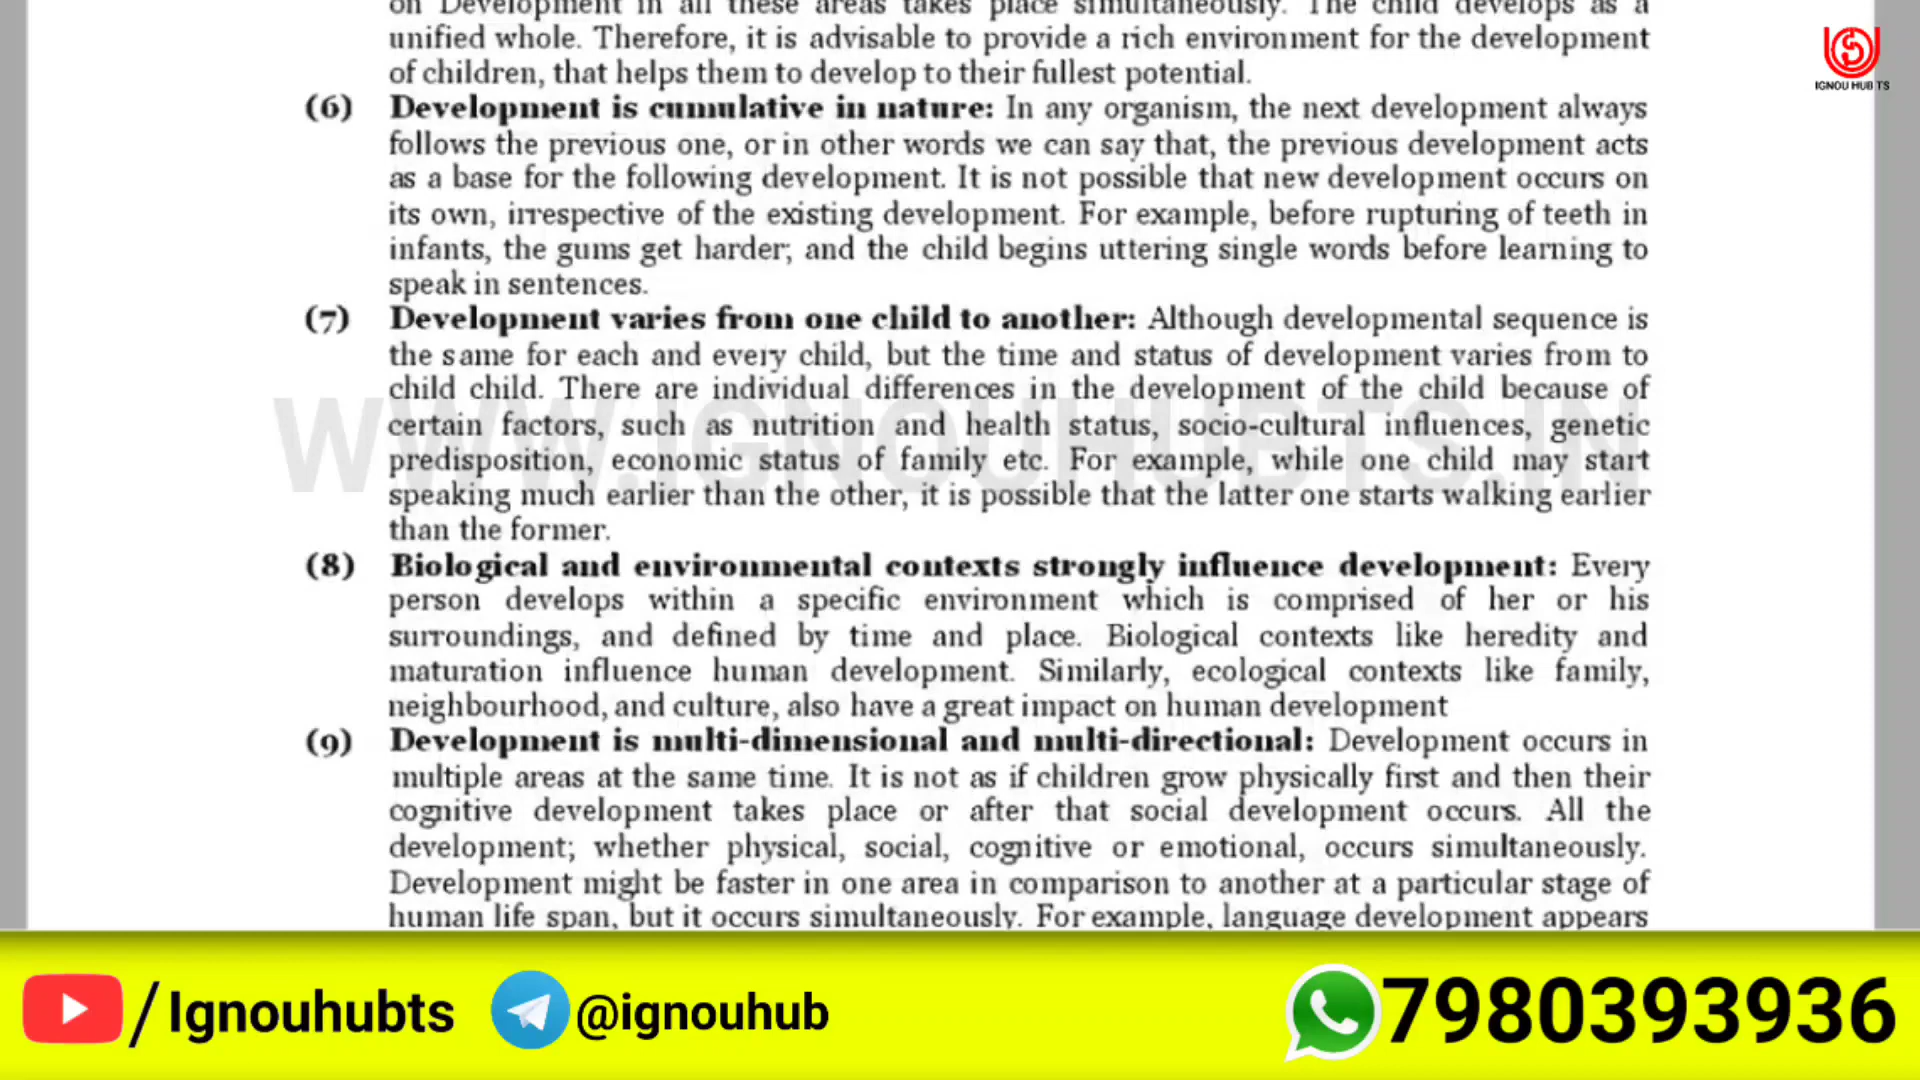 on Development in all these areas takes place simultaneously. The child develops as a
unified whole. Therefore, it is advisable to provide a rich environment for the development
of children, that helps them to develop to their fullest potential.
(6) Development is cumulative in nature: In any organism, the next development always
follows the previous one, or in other words we can say that, the previous development acts
as a base for the following development. It is not possible that new development occurs on
its own, irrespective of the existing development. For example, before rupturing of teeth in
infants, the gums get harder; and the child begins uttering single words before learning to
speak in sentences.
(7) Development varies from one child to another: Although developmental sequence is
the same for each and every child, but the time and status of development varies from to
child child. There are individual differences in the development of the child because of
certain factors, such as nutrition and health status, socio-cultural influences, genetic
predisposition, economic status of family etc. For example, while one child may start
speaking much earlier than the other, it is possible that the latter one starts walking earlier
than the former.
(8) Biological and environmental contexts strongly influence development: Every
person develops within a specific environment which is comprised of her or his
surroundings, and defined by time and place. Biological contexts like heredity and
maturation influence human development. Similarly, ecological contexts like family,
neighbourhood, and culture, also have a great impact on human development
(9) Development is multi-dimensional and multi-directional: Development occurs in
multiple areas at the same time. It is not as if children grow physically first and then their
cognitive development takes place or after that social development occurs. All the
development; whether physical, social, cognitive or emotional, occurs simultaneously.
Development might be faster in one area in comparison to another at a particular stage of
human life span, but it occurs simultaneously. For example, language development appears
WWW.IGNOUHUBTS.IN
IGNOU HUB TS
/Ignouhubts @ignouhub 7980393936